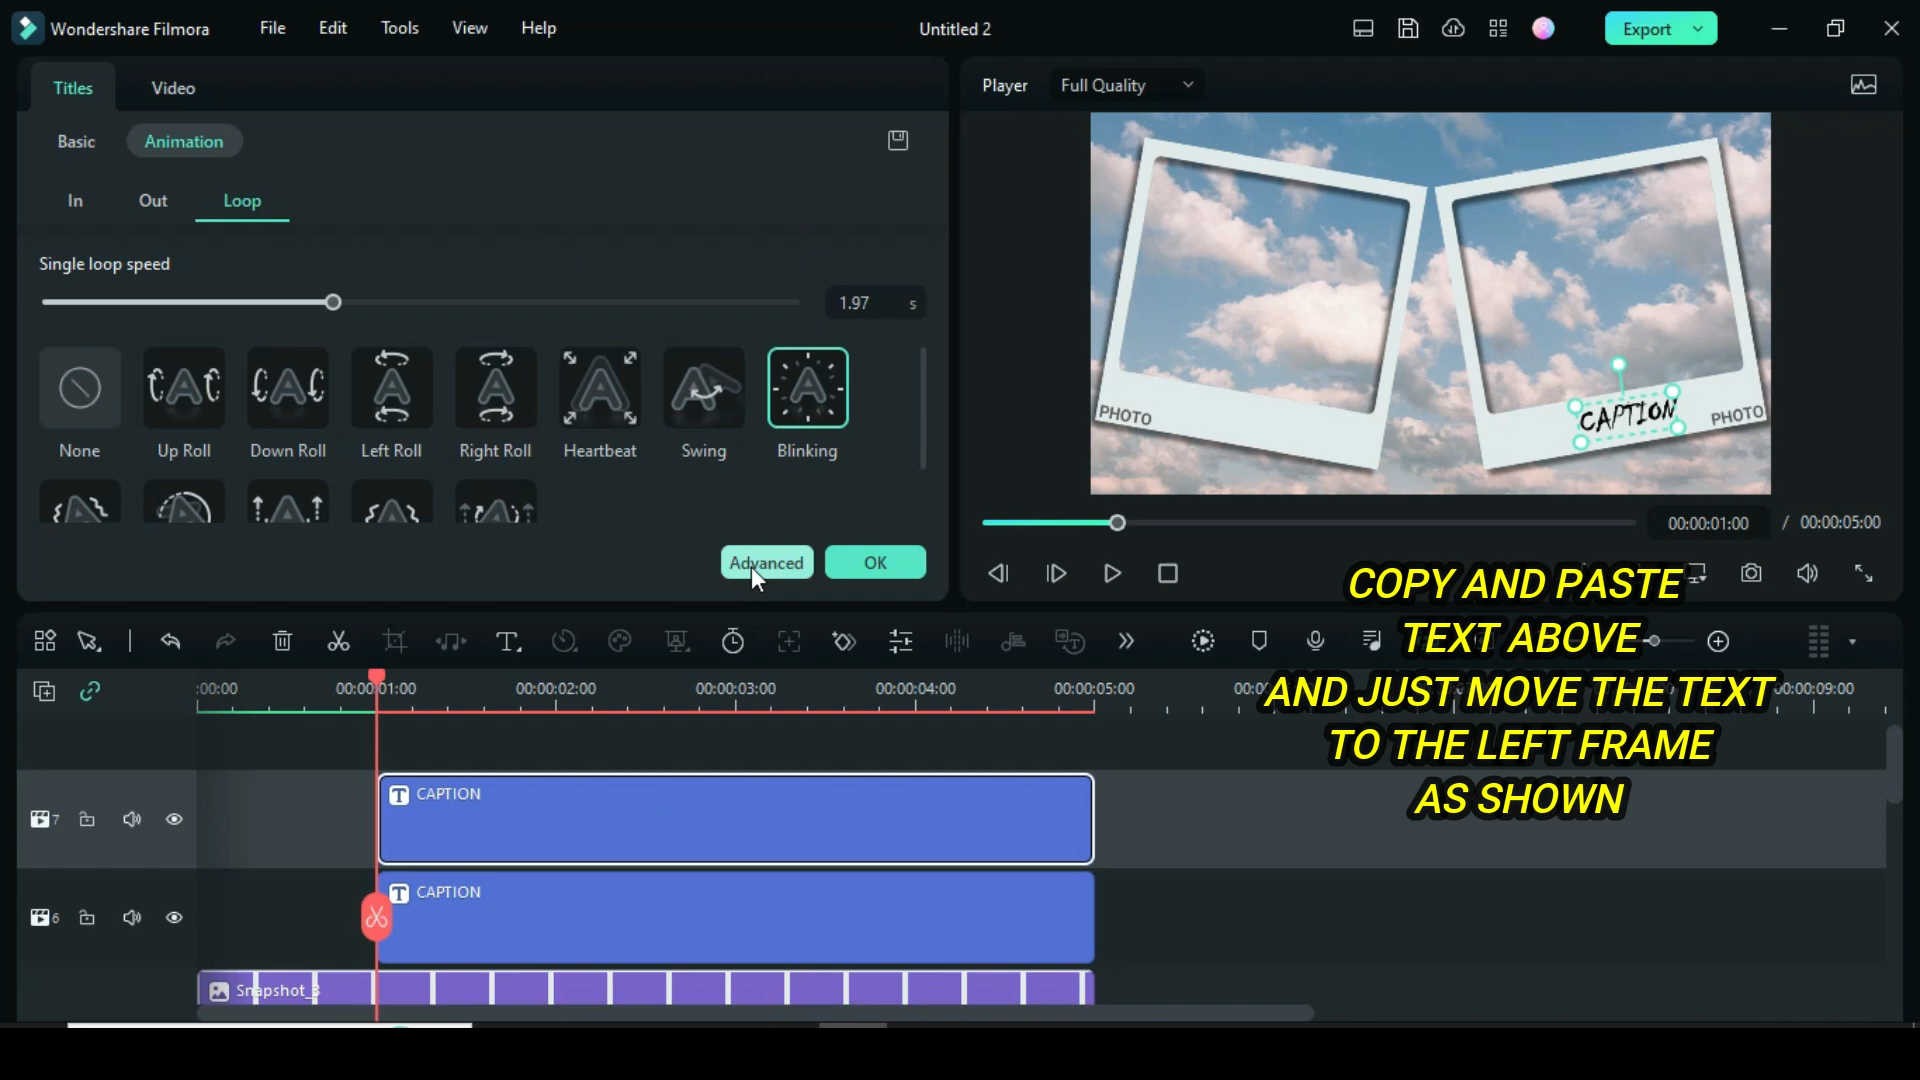 Wondershare Filmora File Edit Tools View Help Untitled 2 Export
Titles Video
Player Full Quality
Basic Animation
In Out Loop
Single loop speed
1.97 s
None Up Roll Down Roll Left Roll Right Roll Heartbeat Swing Blinking
Advanced OK
PHOTO
CAPTION
PHOTO
00:00:01:00 / 00:00:05:00
COPY AND PASTE
TEXT ABOVE
AND JUST MOVE THE TEXT
TO THE LEFT FRAME
AS SHOWN
:00:00 00:00:01:00 00:00:02:00 00:00:03:00 00:00:04:00 00:00:05:00 00:00:09:00
7 CAPTION
6 CAPTION
Snapshot_3